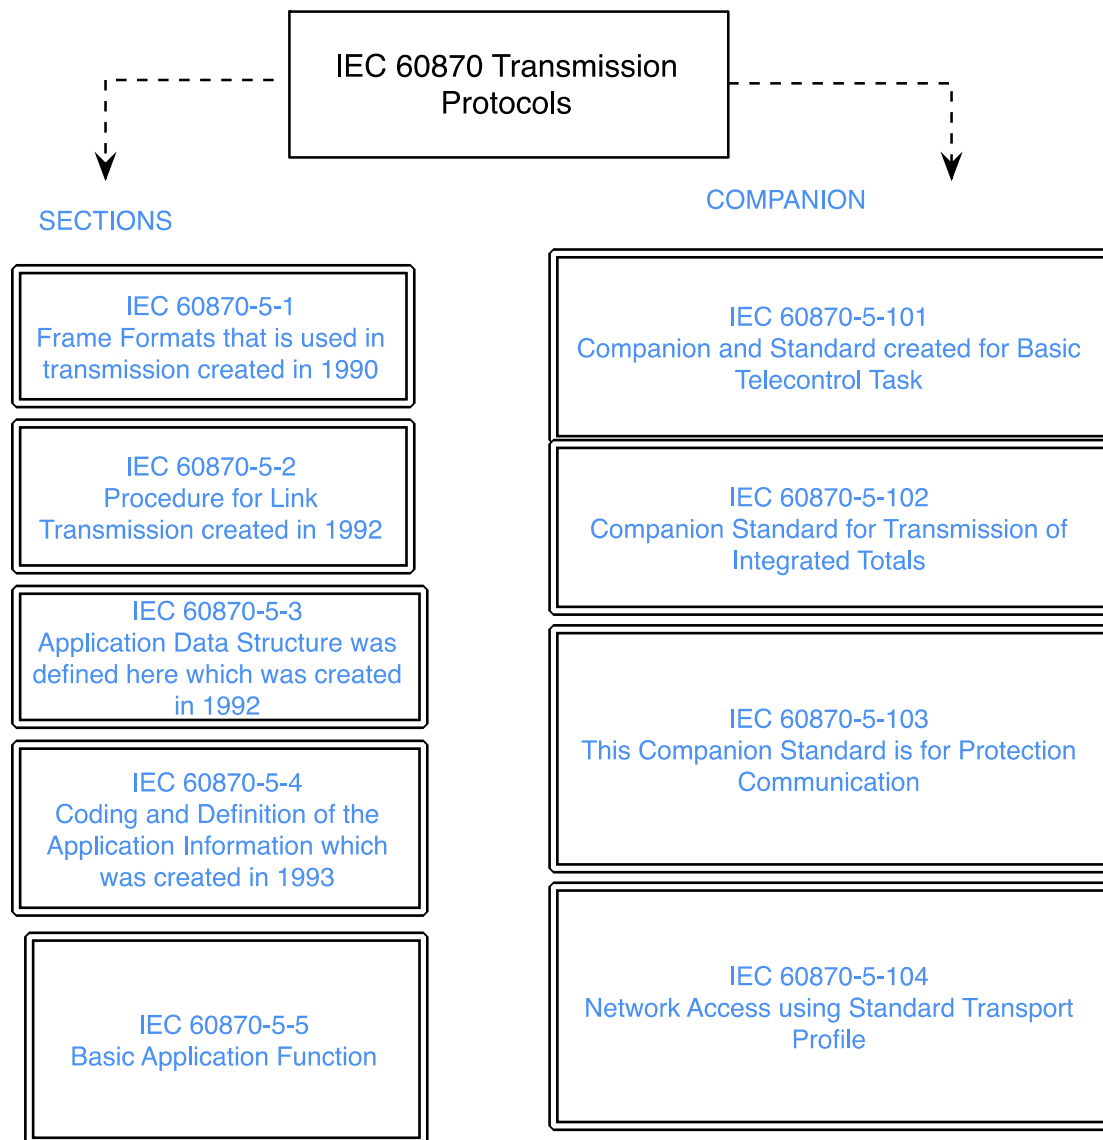 IEC 60870 Transmission
Protocols
SECTIONS
IEC 60870-5-1
Frame Formats that is used in
transmission created in 1990
IEC 60870-5-2
Procedure for Link
Transmission created in 1992
IEC 60870-5-3
Application Data Structure was
defined here which was created
in 1992
IEC 60870-5-4
Coding and Definition of the
Application Information which
was created in 1993
IEC 60870-5-5
Basic Application Function
COMPANION
IEC 60870-5-101
Companion and Standard created for Basic
Telecontrol Task
IEC 60870-5-102
Companion Standard for Transmission of
Integrated Totals
IEC 60870-5-103
This Companion Standard is for Protection
Communication
IEC 60870-5-104
Network Access using Standard Transport
Profile